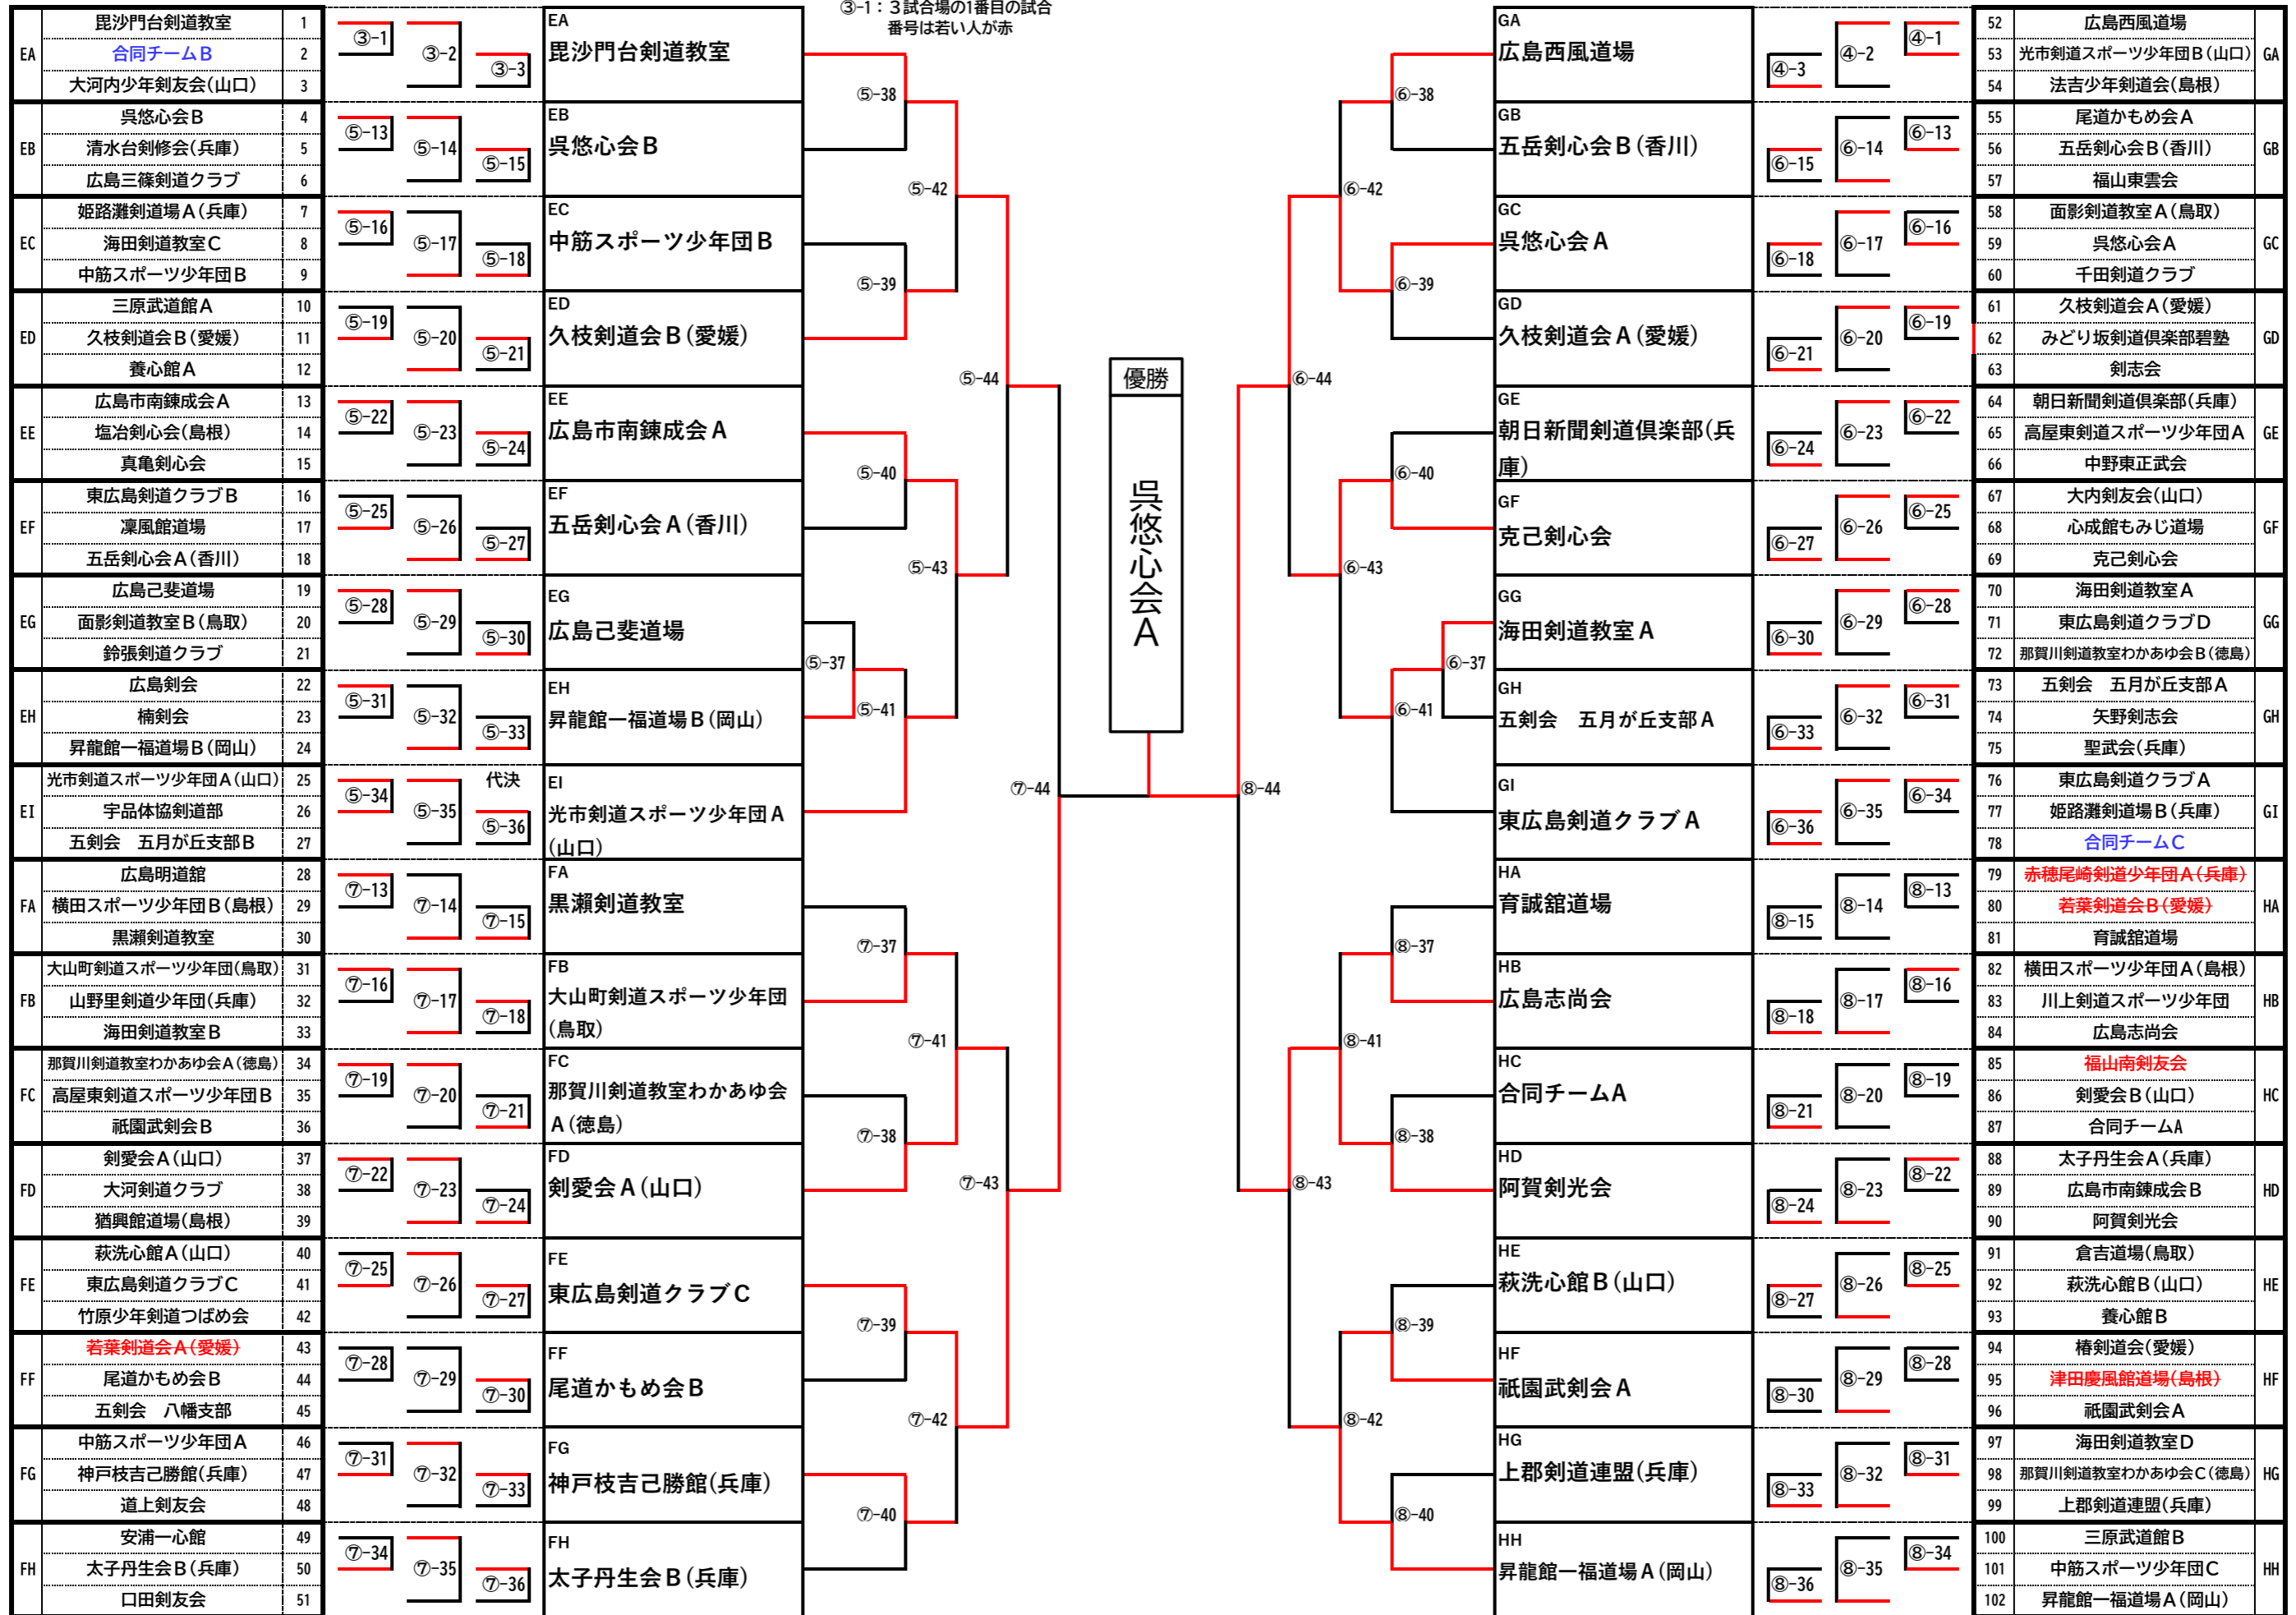 ③-1：３試合場の1番目の試合
番号は若い人が赤
EA
毘沙門台剣道教室 1
合同チームＢ 2
大河内少年剣友会(山口) 3
③-1 ③-2 ③-3
EA
毘沙門台剣道教室
EB
呉悠心会Ｂ 4
清水台剣修会(兵庫) 5
広島三篠剣道クラブ 6
⑤-13 ⑤-14 ⑤-15
EB
呉悠心会Ｂ
EC
姫路灘剣道場Ａ(兵庫) 7
海田剣道教室Ｃ 8
中筋スポーツ少年団Ｂ 9
⑤-16 ⑤-17 ⑤-18
EC
中筋スポーツ少年団Ｂ
ED
三原武道館Ａ 10
久枝剣道会Ｂ(愛媛) 11
養心館Ａ 12
⑤-19 ⑤-20 ⑤-21
ED
久枝剣道会Ｂ(愛媛)
EE
広島市南錬成会Ａ 13
塩冶剣心会(島根) 14
真亀剣心会 15
⑤-22 ⑤-23 ⑤-24
EE
広島市南錬成会Ａ
EF
東広島剣道クラブＢ 16
凜風館道場 17
五岳剣心会Ａ(香川) 18
⑤-25 ⑤-26 ⑤-27
EF
五岳剣心会Ａ(香川)
EG
広島己斐道場 19
面影剣道教室Ｂ(鳥取) 20
鈴張剣道クラブ 21
⑤-28 ⑤-29 ⑤-30
EG
広島己斐道場
EH
広島剣会 22
楠剣会 23
昇龍館一福道場Ｂ(岡山) 24
⑤-31 ⑤-32 ⑤-33
EH
昇龍館一福道場Ｂ(岡山)
EI
光市剣道スポーツ少年団Ａ(山口) 25
宇品体協剣道部 26
五剣会　五月が丘支部Ｂ 27
⑤-34 ⑤-35 代決 ⑤-36
EI
光市剣道スポーツ少年団Ａ
(山口)
FA
広島明道舘 28
横田スポーツ少年団Ｂ(島根) 29
黒瀬剣道教室 30
⑦-13 ⑦-14 ⑦-15
FA
黒瀬剣道教室
FB
大山町剣道スポーツ少年団(鳥取) 31
山野里剣道少年団(兵庫) 32
海田剣道教室Ｂ 33
⑦-16 ⑦-17 ⑦-18
FB
大山町剣道スポーツ少年団
(鳥取)
FC
那賀川剣道教室わかあゆ会Ａ(徳島) 34
高屋東剣道スポーツ少年団Ｂ 35
祇園武剣会Ｂ 36
⑦-19 ⑦-20 ⑦-21
FC
那賀川剣道教室わかあゆ会
Ａ(徳島)
FD
剣愛会Ａ(山口) 37
大河剣道クラブ 38
猶興館道場(島根) 39
⑦-22 ⑦-23 ⑦-24
FD
剣愛会Ａ(山口)
FE
萩洗心館Ａ(山口) 40
東広島剣道クラブＣ 41
竹原少年剣道つばめ会 42
⑦-25 ⑦-26 ⑦-27
FE
東広島剣道クラブＣ
FF
若葉剣道会Ａ(愛媛) 43
尾道かもめ会Ｂ 44
五剣会　八幡支部 45
⑦-28 ⑦-29 ⑦-30
FF
尾道かもめ会Ｂ
FG
中筋スポーツ少年団Ａ 46
神戸枝吉己勝館(兵庫) 47
道上剣友会 48
⑦-31 ⑦-32 ⑦-33
FG
神戸枝吉己勝館(兵庫)
FH
安浦一心館 49
太子丹生会Ｂ(兵庫) 50
口田剣友会 51
⑦-34 ⑦-35 ⑦-36
FH
太子丹生会Ｂ(兵庫)
⑤-38
⑤-42
⑤-39
⑤-44
⑤-40
⑤-43
⑤-37
⑤-41
⑦-44
⑦-37
⑦-41
⑦-38
⑦-43
⑦-39
⑦-42
⑦-40
優勝
呉悠心会Ａ
⑥-38
⑥-42
⑥-39
⑥-44
⑥-40
⑥-43
⑥-37
⑥-41
⑧-44
⑧-37
⑧-41
⑧-38
⑧-43
⑧-39
⑧-42
⑧-40
GA
広島西風道場
④-3 ④-2 ④-1
52 広島西風道場
53 光市剣道スポーツ少年団Ｂ(山口)
54 法吉少年剣道会(島根)
GA
GB
五岳剣心会Ｂ(香川)
⑥-15 ⑥-14 ⑥-13
55 尾道かもめ会Ａ
56 五岳剣心会Ｂ(香川)
57 福山東雲会
GB
GC
呉悠心会Ａ
⑥-18 ⑥-17 ⑥-16
58 面影剣道教室Ａ(鳥取)
59 呉悠心会Ａ
60 千田剣道クラブ
GC
GD
久枝剣道会Ａ(愛媛)
⑥-21 ⑥-20 ⑥-19
61 久枝剣道会Ａ(愛媛)
62 みどり坂剣道倶楽部碧塾
63 剣志会
GD
GE
朝日新聞剣道倶楽部(兵
庫)
⑥-24 ⑥-23 ⑥-22
64 朝日新聞剣道倶楽部(兵庫)
65 高屋東剣道スポーツ少年団Ａ
66 中野東正武会
GE
GF
克己剣心会
⑥-27 ⑥-26 ⑥-25
67 大内剣友会(山口)
68 心成館もみじ道場
69 克己剣心会
GF
GG
海田剣道教室Ａ
⑥-30 ⑥-29 ⑥-28
70 海田剣道教室Ａ
71 東広島剣道クラブＤ
72 那賀川剣道教室わかあゆ会Ｂ(徳島)
GG
GH
五剣会　五月が丘支部Ａ
⑥-33 ⑥-32 ⑥-31
73 五剣会　五月が丘支部Ａ
74 矢野剣志会
75 聖武会(兵庫)
GH
GI
東広島剣道クラブＡ
⑥-36 ⑥-35 ⑥-34
76 東広島剣道クラブＡ
77 姫路灘剣道場Ｂ(兵庫)
78 合同チームＣ
GI
HA
育誠舘道場
⑧-15 ⑧-14 ⑧-13
79 赤穂尾崎剣道少年団Ａ(兵庫)
80 若葉剣道会Ｂ(愛媛)
81 育誠舘道場
HA
HB
広島志尚会
⑧-18 ⑧-17 ⑧-16
82 横田スポーツ少年団Ａ(島根)
83 川上剣道スポーツ少年団
84 広島志尚会
HB
HC
合同チームA
⑧-21 ⑧-20 ⑧-19
85 福山南剣友会
86 剣愛会Ｂ(山口)
87 合同チームA
HC
HD
阿賀剣光会
⑧-24 ⑧-23 ⑧-22
88 太子丹生会Ａ(兵庫)
89 広島市南錬成会Ｂ
90 阿賀剣光会
HD
HE
萩洗心館Ｂ(山口)
⑧-27 ⑧-26 ⑧-25
91 倉吉道場(鳥取)
92 萩洗心館Ｂ(山口)
93 養心館Ｂ
HE
HF
祇園武剣会Ａ
⑧-30 ⑧-29 ⑧-28
94 椿剣道会(愛媛)
95 津田慶風館道場(島根)
96 祇園武剣会Ａ
HF
HG
上郡剣道連盟(兵庫)
⑧-33 ⑧-32 ⑧-31
97 海田剣道教室Ｄ
98 那賀川剣道教室わかあゆ会Ｃ(徳島)
99 上郡剣道連盟(兵庫)
HG
HH
昇龍館一福道場Ａ(岡山)
⑧-36 ⑧-35 ⑧-34
100 三原武道館Ｂ
101 中筋スポーツ少年団Ｃ
102 昇龍館一福道場Ａ(岡山)
HH